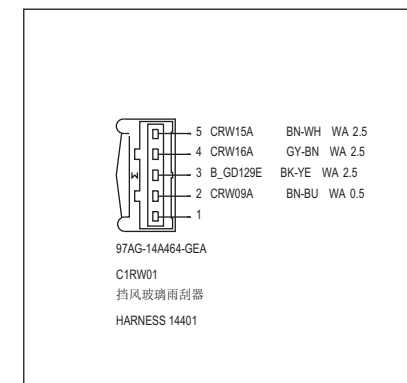 5 CRW15A BN-WH WA 2.5
4 CRW16A GY-BN WA 2.5
3 B_GD129E BK-YE WA 2.5
2 CRW09A BN-BU WA 0.5
1
97AG-14A464-GEA
C1RW01
挡风玻璃雨刮器
HARNESS 14401